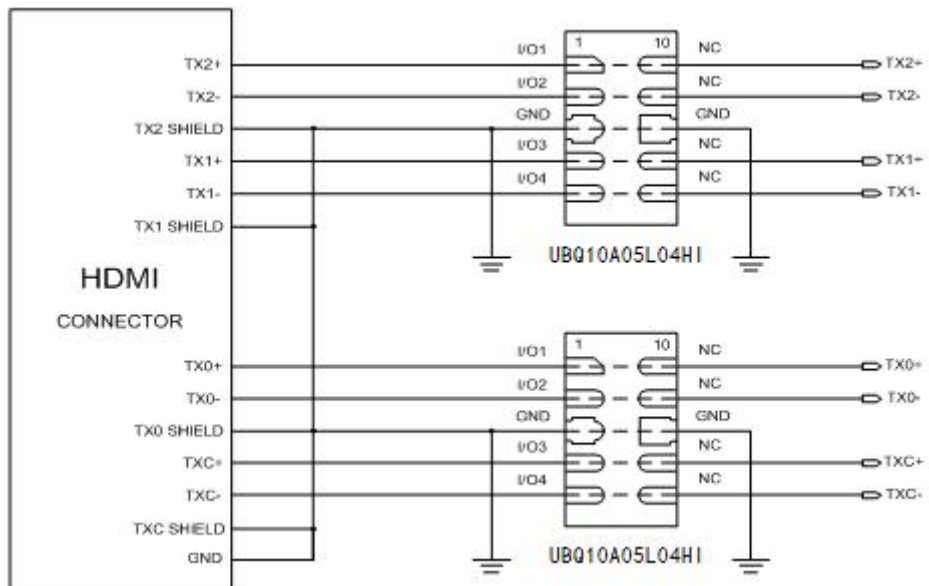 I/O1 1 10 NC
TX2+ TX2+
I/O2 NC
TX2- TX2-
GND GND
TX2 SHIELD
I/O3 NC
TX1+ TX1+
I/O4 NC
TX1- TX1-
TX1 SHIELD
UBQ10A05L04HI
HDMI
CONNECTOR
I/O1 1 10 NC
TX0+ TX0+
I/O2 NC
TX0- TX0-
GND GND
TX0 SHIELD
I/O3 NC
TXC+ TXC+
I/O4 NC
TXC- TXC-
TXC SHIELD
GND
UBQ10A05L04HI